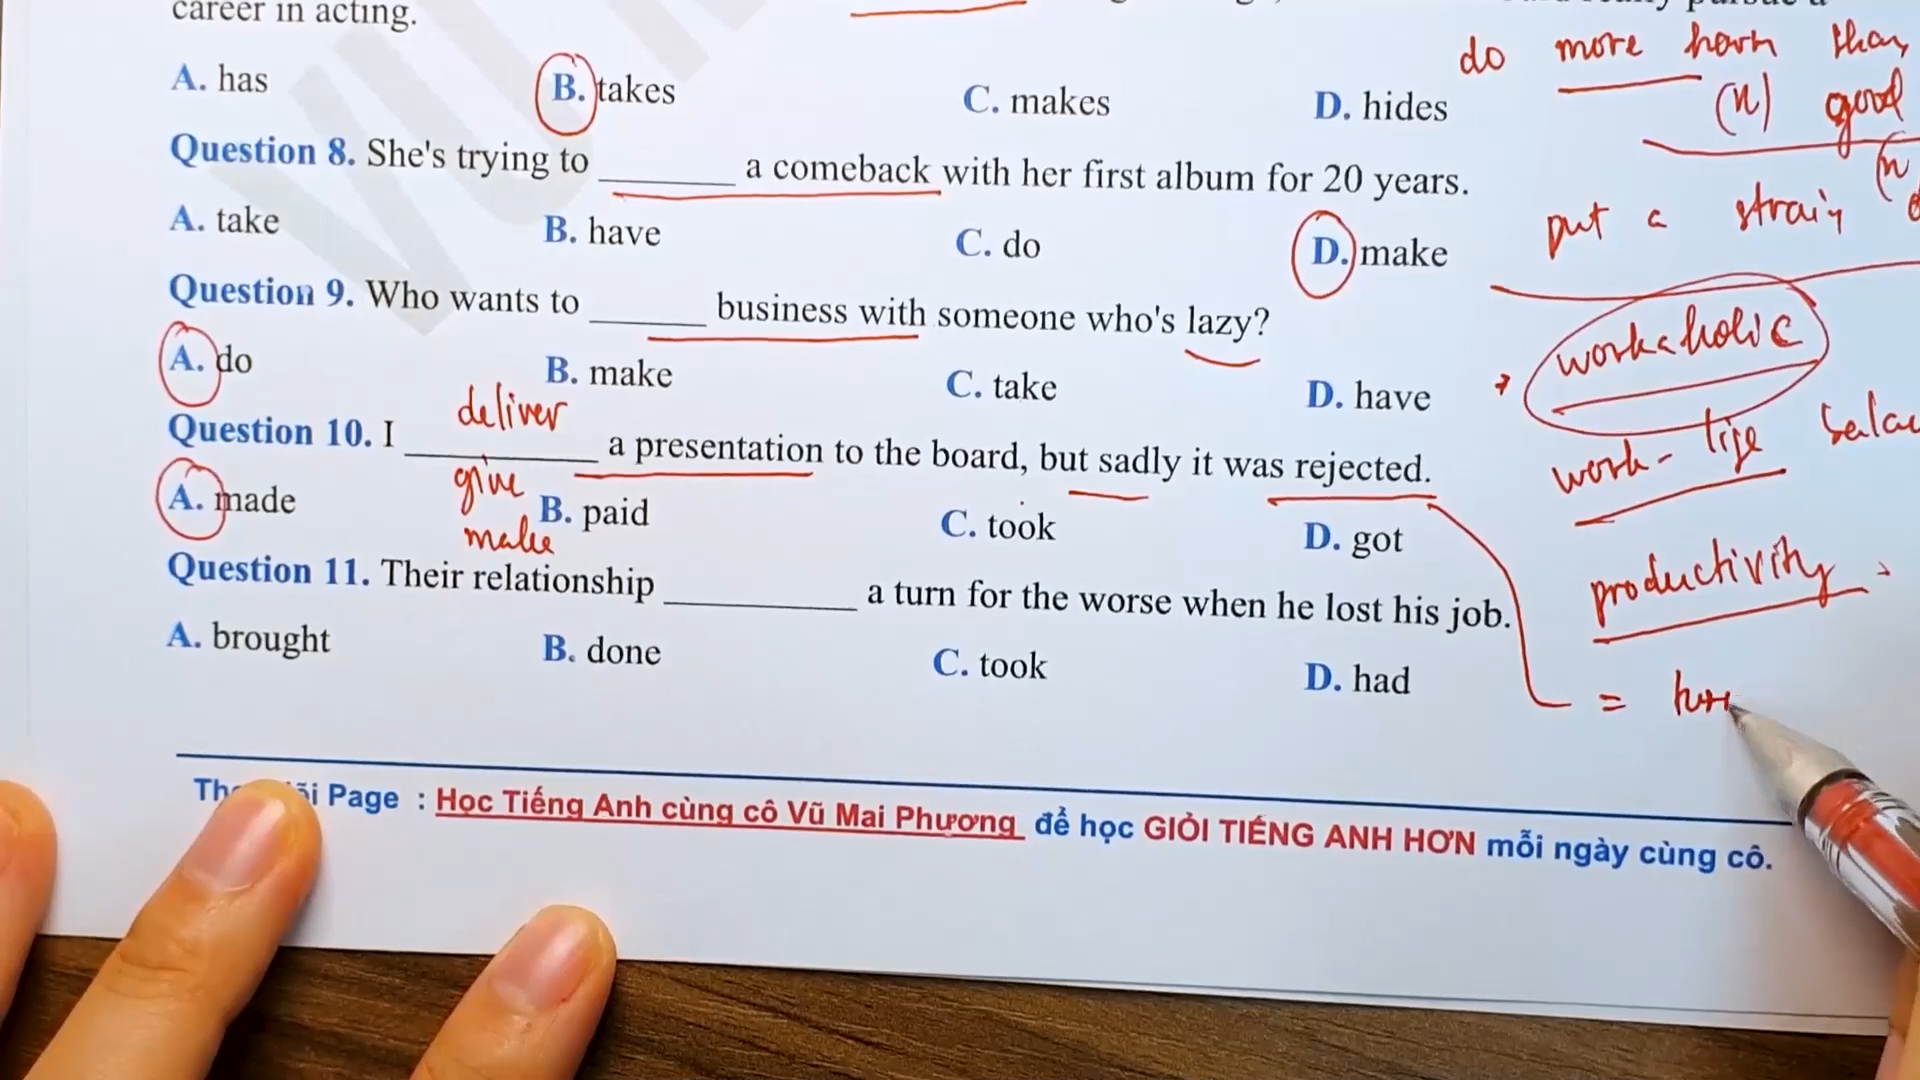 career in acting.
A. has B. takes C. makes D. hides
do more harm than
(n) good
(n
Question 8. She's trying to ______ a comeback with her first album for 20 years.
A. take B. have C. do D. make
put a strain
Question 9. Who wants to ______ business with someone who's lazy?
A. do B. make C. take D. have
workaholic
deliver
Question 10. I ______ a presentation to the board, but sadly it was rejected.
give
make
A. made B. paid C. took D. got
work-life
productivity
Question 11. Their relationship ______ a turn for the worse when he lost his job.
A. brought B. done C. took D. had
=
Page : Học Tiếng Anh cùng cô Vũ Mai Phương để học GIỎI TIẾNG ANH HƠN mỗi ngày cùng cô.